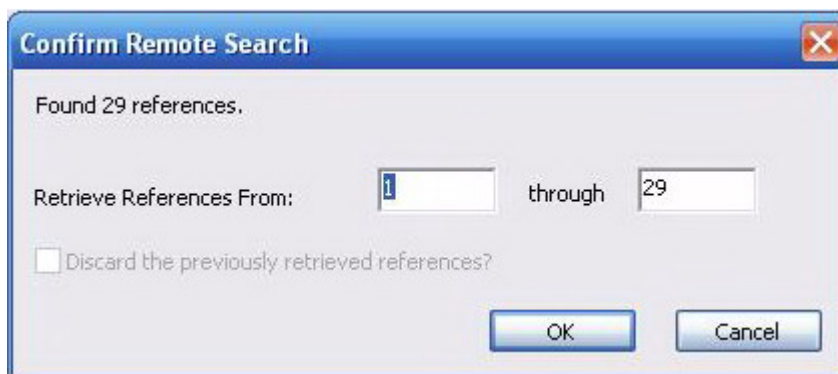 Confirm Remote Search
Found 29 references.
Retrieve References From: 1 through 29
Discard the previously retrieved references?
OK Cancel